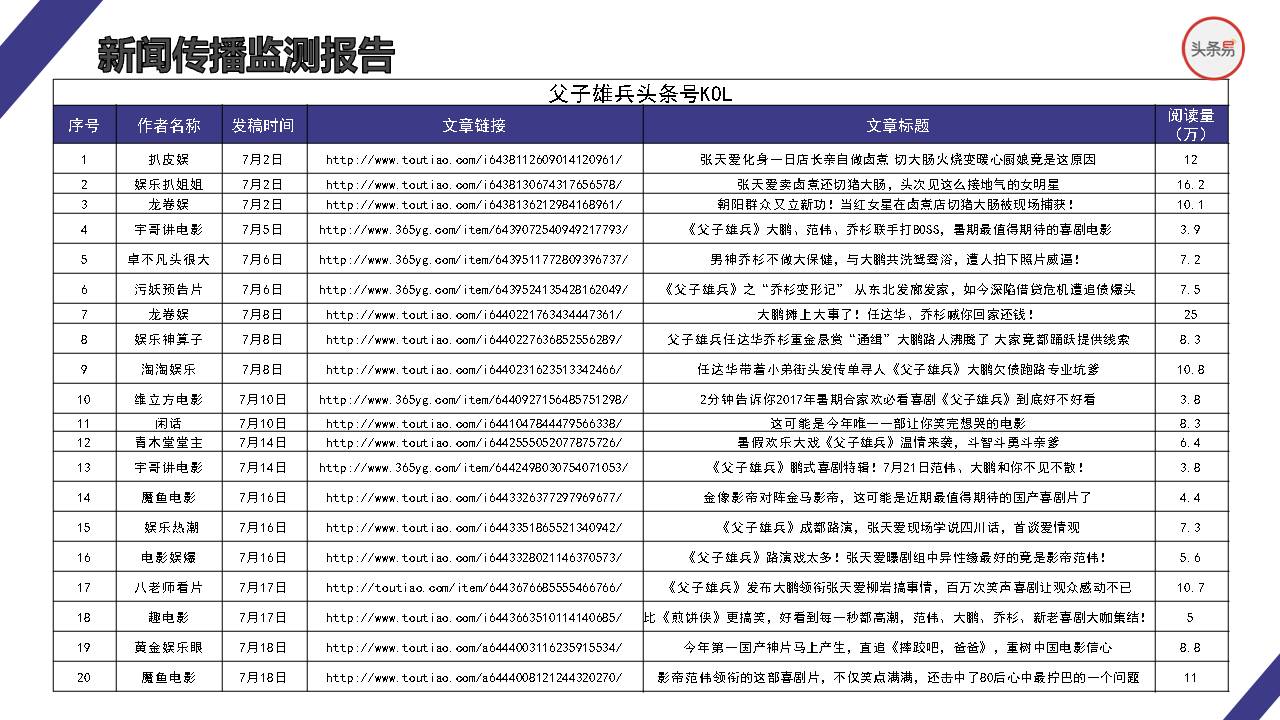 新闻传播监测报告
头条易
父子雄兵头条号KOL
序号 作者名称 发稿时间 文章链接 文章标题 阅读量（万）
1 扒皮娱 7月2日 http://www.toutiao.com/i6438112609014120961/ 张天爱化身一日店长亲自做卤煮 切大肠火烧变暖心厨娘竟是这原因 12
2 娱乐扒姐姐 7月2日 http://www.toutiao.com/i6438130674317656578/ 张天爱卖卤煮还切猪大肠，头次见这么接地气的女明星 16.2
3 龙卷娱 7月2日 http://www.toutiao.com/i6438136212984168961/ 朝阳群众又立新功！当红女星在卤煮店切猪大肠被现场捕获！ 10.1
4 宇哥讲电影 7月5日 http://www.365yg.com/item/6439072540949217793/ 《父子雄兵》大鹏、范伟、乔杉联手打BOSS，暑期最值得期待的喜剧电影 3.9
5 卓不凡头很大 7月6日 http://www.365yg.com/item/6439511772809396737/ 男神乔杉不做大保健，与大鹏共洗鸳鸯浴，遭人拍下照片威逼！ 7.2
6 污妖预告片 7月6日 http://www.365yg.com/item/6439524135428162049/ 《父子雄兵》之“乔杉变形记” 从东北发廊发家，如今深陷借贷危机遭追债爆头 7.5
7 龙卷娱 7月8日 http://www.toutiao.com/i6440221763434447361/ 大鹏摊上大事了！任达华、乔杉喊你回家还钱！ 25
8 娱乐神算子 7月8日 http://www.toutiao.com/i6440227636852556289/ 父子雄兵任达华乔杉重金悬赏“通缉”大鹏路人沸腾了 大家竟都踊跃提供线索 8.3
9 淘淘娱乐 7月8日 http://www.toutiao.com/i6440231623513342466/ 任达华带着小弟街头发传单寻人《父子雄兵》大鹏欠债跑路专业坑爹 10.8
10 维立方电影 7月10日 http://www.365yg.com/item/6440927156485751298/ 2分钟告诉你2017年暑期合家欢必看喜剧《父子雄兵》到底好不好看 3.8
11 闲话 7月10日 http://www.toutiao.com/i6441047844795663​38/ 这可能是今年唯一一部让你笑完想哭的电影 8.3
12 青木堂堂主 7月14日 http://www.toutiao.com/i6442555052077875726/ 暑假欢乐大戏《父子雄兵》温情来袭，斗智斗勇斗亲爹 6.4
13 宇哥讲电影 7月14日 http://www.365yg.com/item/6442498030754071053/ 《父子雄兵》鹏式喜剧特辑！7月21日范伟、大鹏和你不见不散！ 3.8
14 魔鱼电影 7月16日 http://www.toutiao.com/i6443326377297969677/ 金像影帝对阵金马影帝，这可能是近期最值得期待的国产喜剧片了 4.4
15 娱乐热潮 7月16日 http://www.toutiao.com/i6443351865521340942/ 《父子雄兵》成都路演，张天爱现场学说四川话，首谈爱情观 7.3
16 电影娱爆 7月16日 http://www.toutiao.com/i6443328021146370573/ 《父子雄兵》路演戏太多！张天爱曝剧组中异性缘最好的竟是影帝范伟！ 5.6
17 八老师看片 7月17日 http://toutiao.com/item/6443676685555466766/ 《父子雄兵》发布大鹏领衔张天爱柳岩搞事情，百万次笑声喜剧让观众感动不已 10.7
18 趣电影 7月17日 http://www.toutiao.com/i6443663510114140685/ 比《煎饼侠》更搞笑，好看到每一秒都高潮，范伟、大鹏、乔杉、新老喜剧大咖集结！ 5
19 黄金娱乐眼 7月18日 http://www.toutiao.com/a6444003116235915534/ 今年第一国产神片马上产生，直追《摔跤吧，爸爸》，重树中国电影信心 8.8
20 魔鱼电影 7月18日 http://www.toutiao.com/a6444008121244320270/ 影帝范伟领衔的这部喜剧片，不仅笑点满满，还击中了80后心中最拧巴的一个问题 11